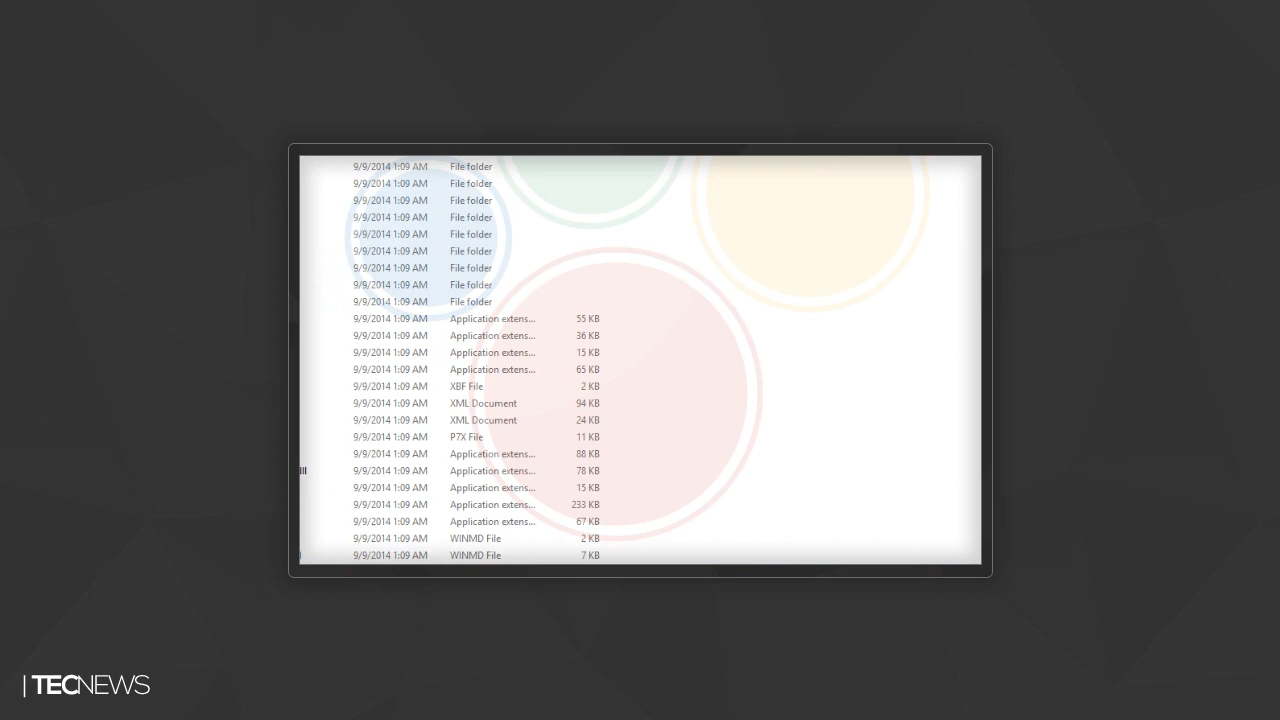 9/9/2014 1:09 AM File folder
9/9/2014 1:09 AM File folder
9/9/2014 1:09 AM File folder
9/9/2014 1:09 AM File folder
9/9/2014 1:09 AM File folder
9/9/2014 1:09 AM File folder
9/9/2014 1:09 AM File folder
9/9/2014 1:09 AM File folder
9/9/2014 1:09 AM File folder
9/9/2014 1:09 AM Application extens... 55 KB
9/9/2014 1:09 AM Application extens... 36 KB
9/9/2014 1:09 AM Application extens... 15 KB
9/9/2014 1:09 AM Application extens... 65 KB
9/9/2014 1:09 AM XBF File 2 KB
9/9/2014 1:09 AM XML Document 94 KB
9/9/2014 1:09 AM XML Document 24 KB
9/9/2014 1:09 AM P7X File 11 KB
9/9/2014 1:09 AM Application extens... 88 KB
9/9/2014 1:09 AM Application extens... 78 KB
9/9/2014 1:09 AM Application extens... 15 KB
9/9/2014 1:09 AM Application extens... 233 KB
9/9/2014 1:09 AM Application extens... 67 KB
9/9/2014 1:09 AM WINMD File 2 KB
9/9/2014 1:09 AM WINMD File 7 KB
| TECNEWS